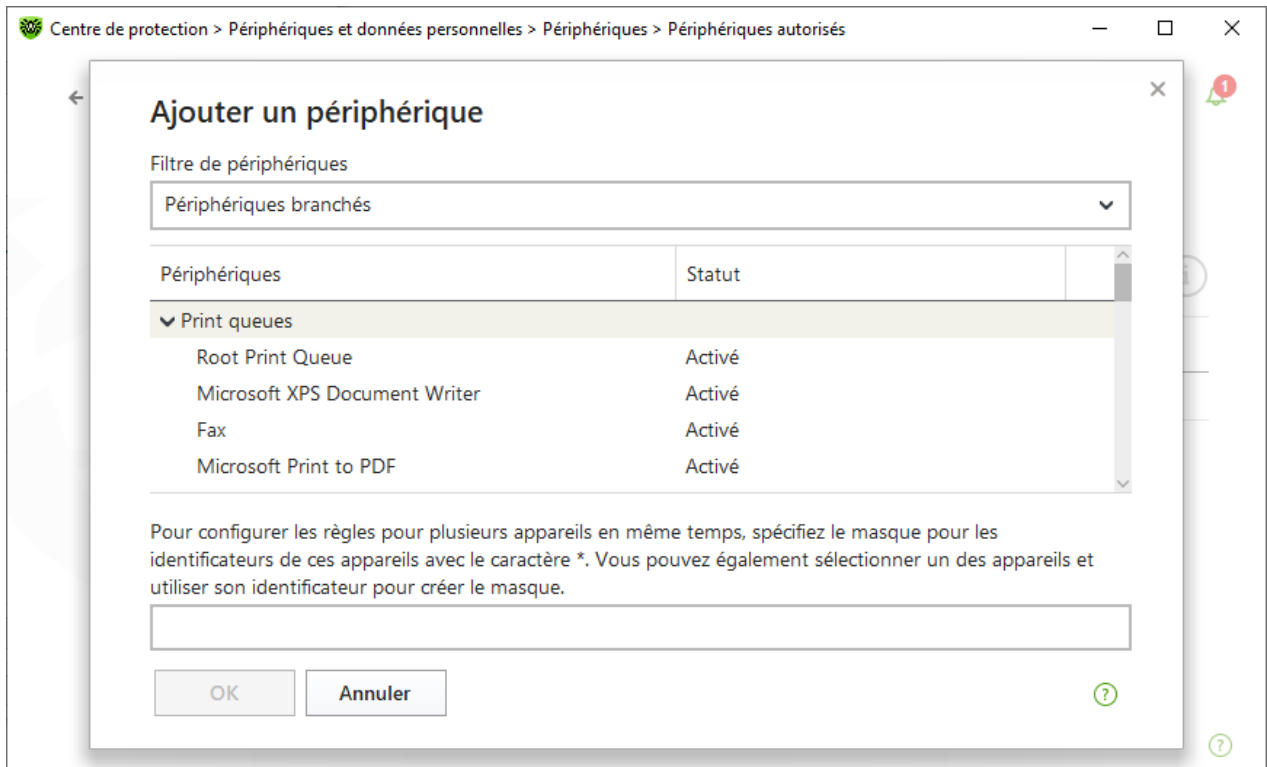 Centre de protection > Périphériques et données personnelles > Périphériques > Périphériques autorisés
1
Ajouter un périphérique
Filtre de périphériques
Périphériques branchés
Périphériques Statut
Print queues
Root Print Queue Activé
Microsoft XPS Document Writer Activé
Fax Activé
Microsoft Print to PDF Activé
Pour configurer les règles pour plusieurs appareils en même temps, spécifiez le masque pour les
identificateurs de ces appareils avec le caractère *. Vous pouvez également sélectionner un des appareils et
utiliser son identificateur pour créer le masque.
OK Annuler ?
?